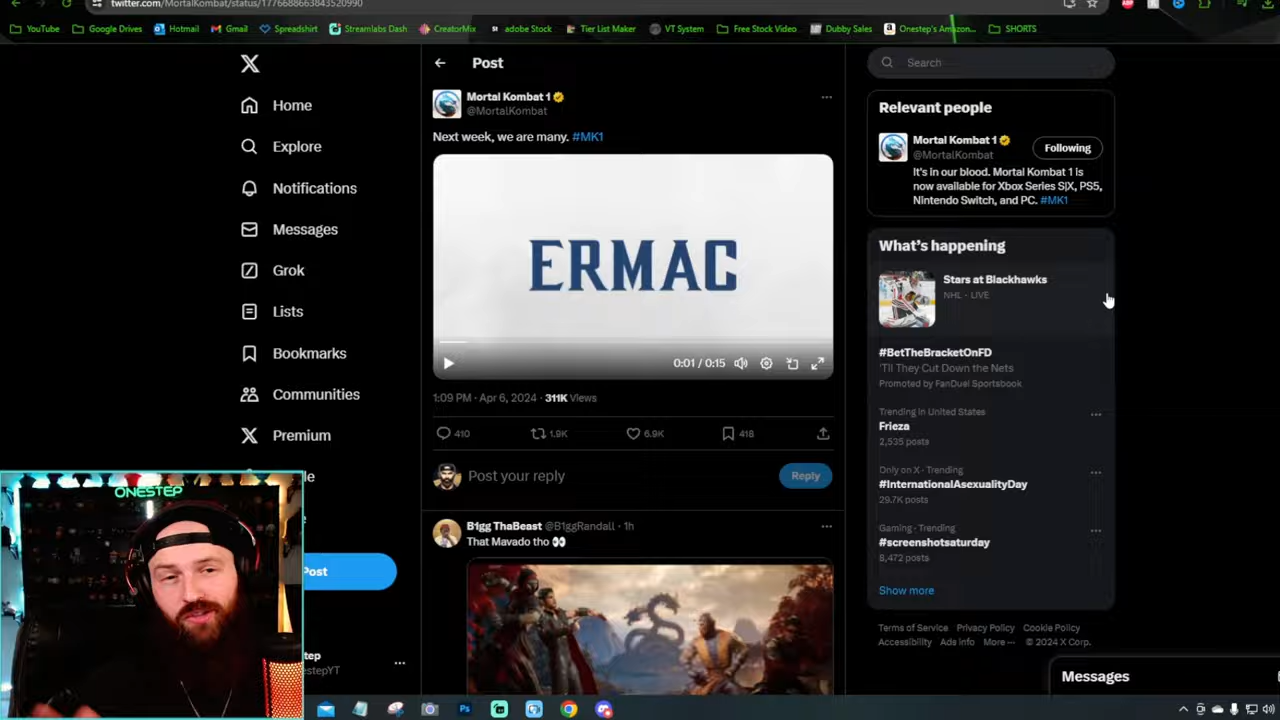 twitter.com/MortalKombat/status/1776688663843520990
YouTube
Google Drives
Hotmail
Gmail
Spreadshirt
Streamlabs Dash
CreatorMix
adobe Stock
Tier List Maker
VT System
Free Stock Video
Dubby Sales
Onestep's Amazon...
SHORTS
Home
Explore
Notifications
Messages
Grok
Lists
Bookmarks
Communities
Premium
Post
Mortal Kombat 1
@MortalKombat
Next week, we are many. #MK1
ERMAC
0:01 / 0:15
1:09 PM · Apr 6, 2024 · 311K Views
410
1.9K
6.9K
418
Post your reply
Reply
B1gg ThaBeast @B1ggRandall · 1h
That Mavado tho
Search
Relevant people
Mortal Kombat 1
@MortalKombat
Following
It's in our blood. Mortal Kombat 1 is
now available for Xbox Series S|X, PS5,
Nintendo Switch, and PC. #MK1
What's happening
Stars at Blackhawks
NHL · LIVE
#BetTheBracketOnFD
'Til They Cut Down the Nets
Promoted by FanDuel Sportsbook
Trending in United States
Frieza
2,535 posts
Only on X · Trending
#InternationalAsexualityDay
29.7K posts
Gaming · Trending
#screenshotsaturday
8,472 posts
Show more
Terms of Service Privacy Policy Cookie Policy
Accessibility Ads info More ··· © 2024 X Corp.
Messages
ONESTEP
le
Post
tep
estepYT